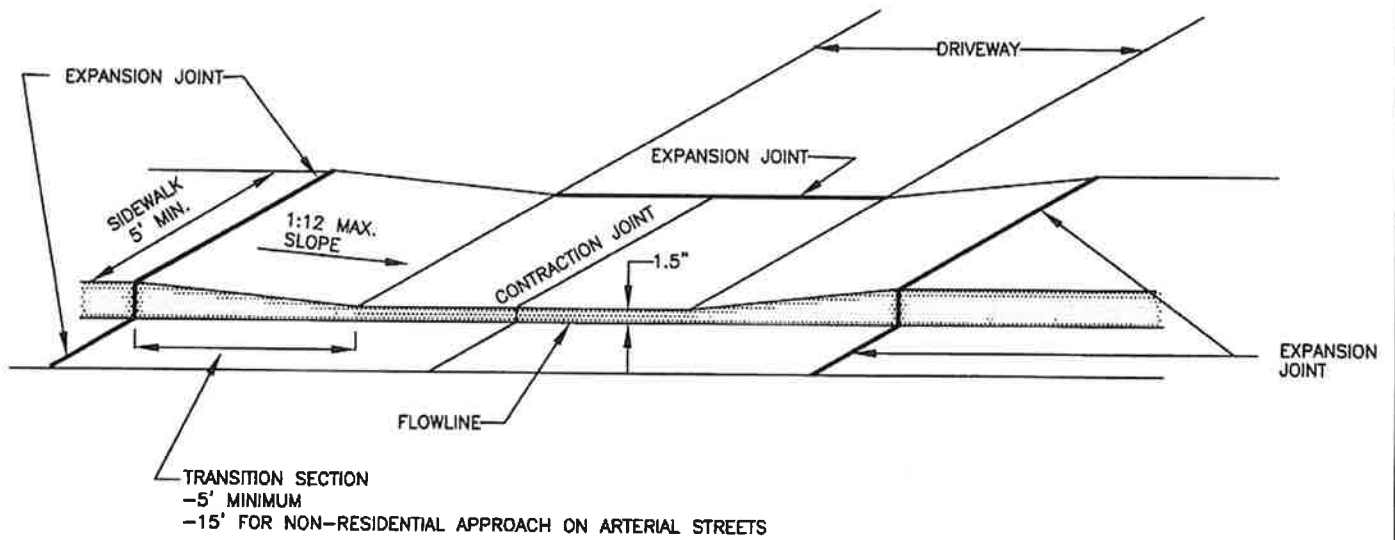 DRIVEWAY
EXPANSION JOINT
EXPANSION JOINT
SIDEWALK
5' MIN.
1:12 MAX.
SLOPE
CONTRACTION JOINT
1.5"
EXPANSION
JOINT
FLOWLINE
TRANSITION SECTION
-5' MINIMUM
-15' FOR NON-RESIDENTIAL APPROACH ON ARTERIAL STREETS